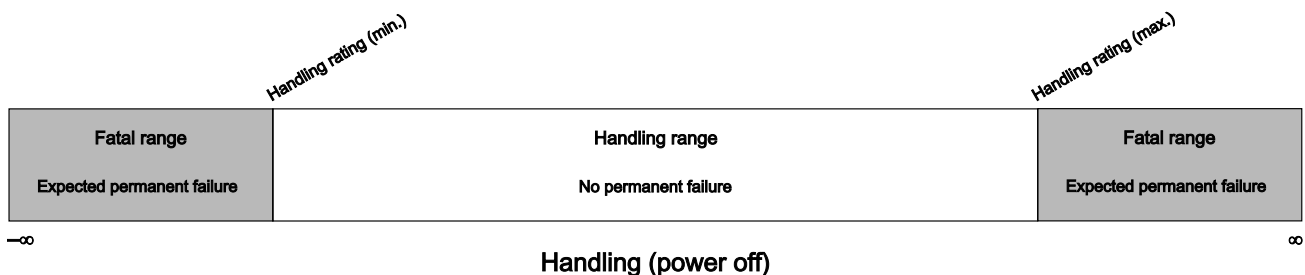 Handling rating (min.)
Handling rating (max.)
Fatal range
Handling range
Fatal range
Expected permanent failure
No permanent failure
Expected permanent failure
–∞
∞
Handling (power off)